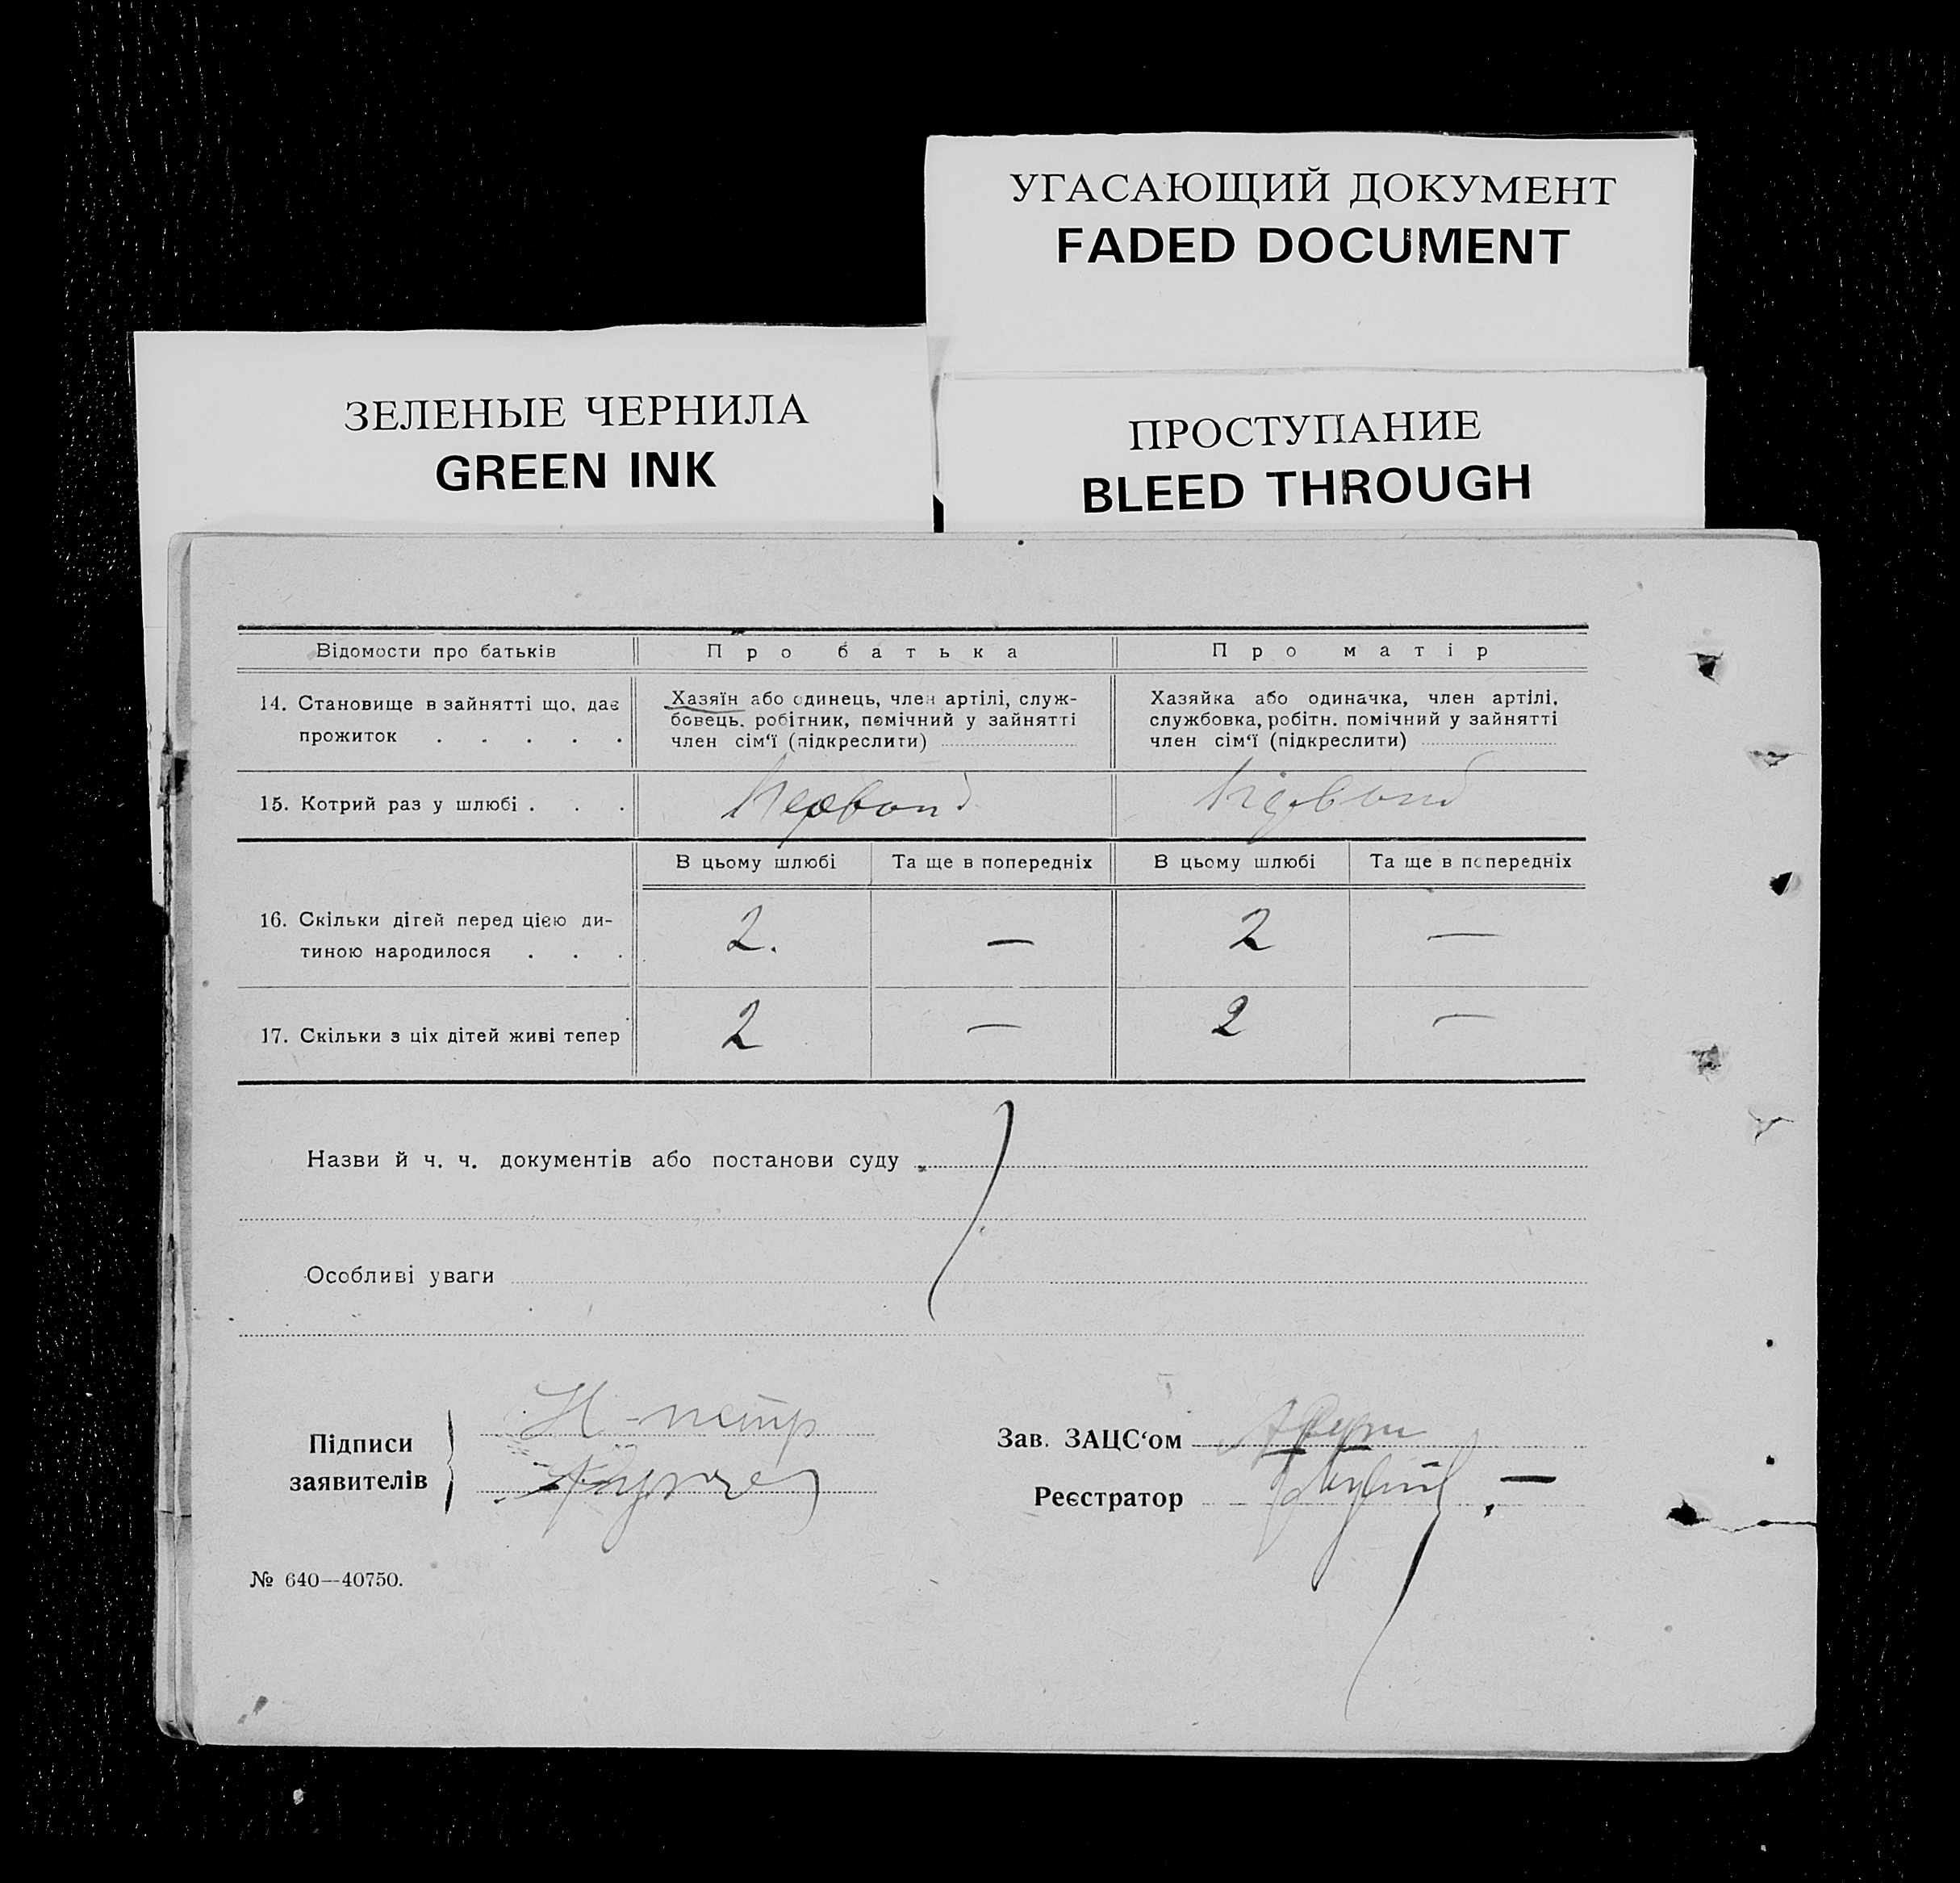 УГАСАЮЩИЙ ДОКУМЕНТ
FADED DOCUMENT
ЗЕЛЕНЫЕ ЧЕРНИЛА
GREEN INK
ПРОСТУПАНИЕ
BLEED THROUGH
Відомости про батьків Про батька Про матір
14. Становище в зайнятті що, дає прожиток . . . . .
Хазяїн або одинець, член артілі, служ-
бовець, робітник, помічний у зайнятті
член сім‘ї (підкреслити)
Хазяйка або одиначка, член артілі,
службовка, робітн. помічний у зайнятті
член сім‘ї (підкреслити)
15. Котрий раз у шлюбі . . .
В цьому шлюбі Та ще в попередніх В цьому шлюбі Та ще в попередніх
16. Скільки дітей перед цією ди-
тиною народилося . . .
2. — 2 —
17. Скільки з ціх дітей живі тепер 2 — 2 —
Назви й ч. ч. документів або постанови суду
Особливі уваги
Підписи
заявителів
Зав. ЗАЦС‘ом
Реєстратор
№ 640—40750.